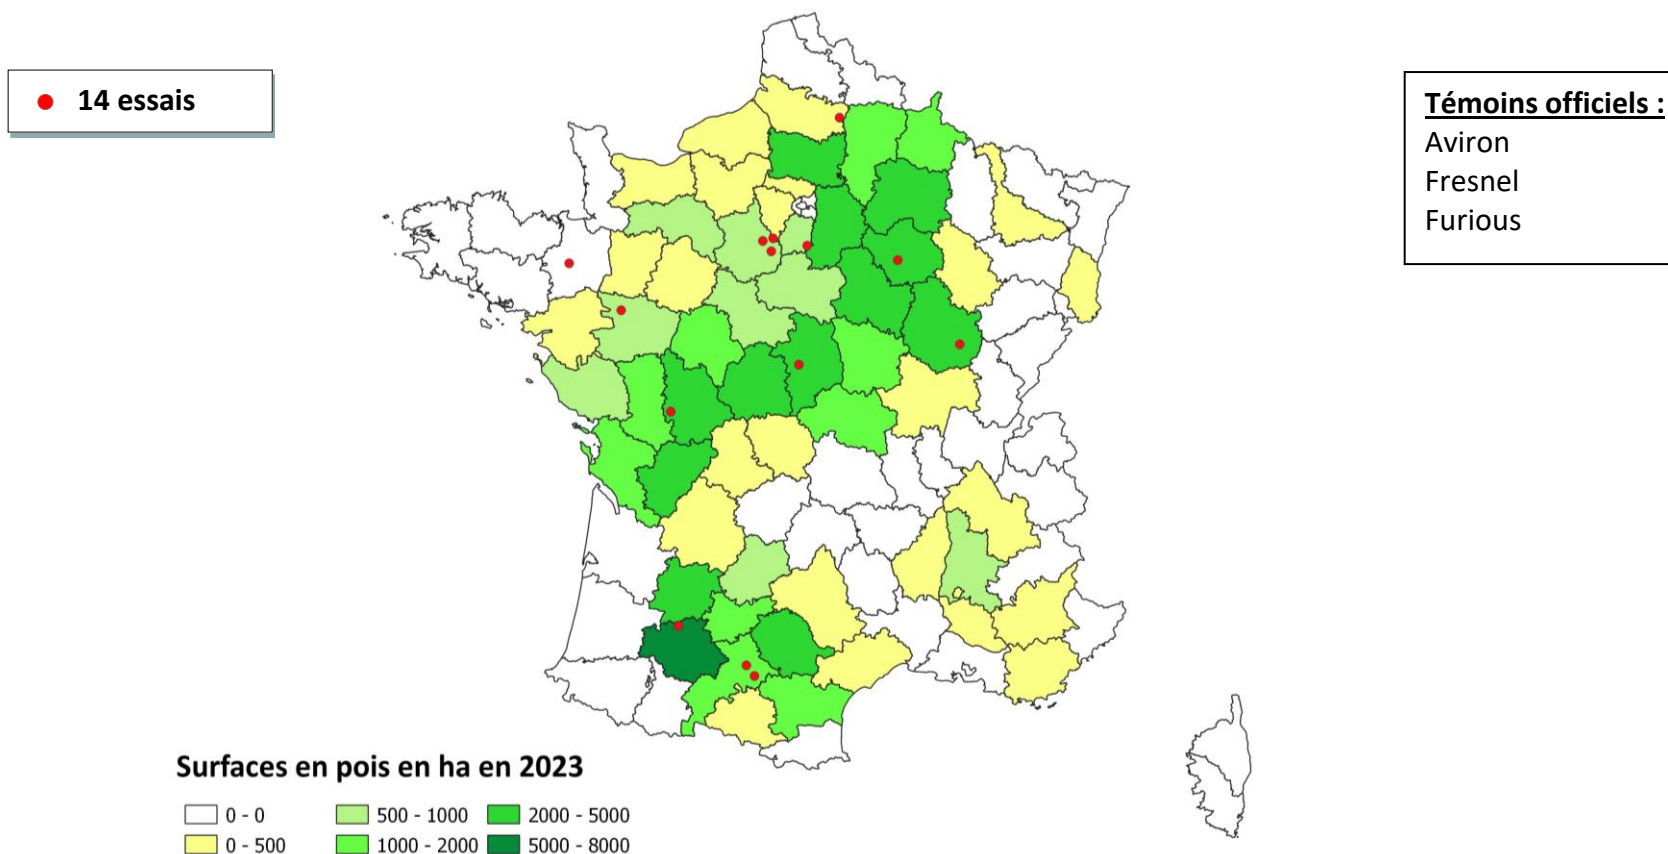 14 essais
Témoins officiels :
Aviron
Fresnel
Furious
Surfaces en pois en ha en 2023
0 - 0
500 - 1000
2000 - 5000
0 - 500
1000 - 2000
5000 - 8000